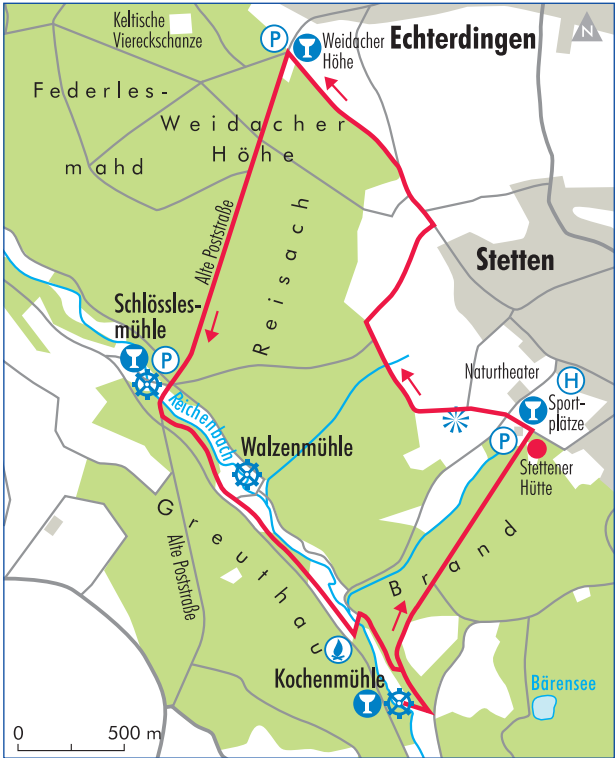 Keltische
Viereckschanze
P
Weidacher
Höhe
Echterdingen
N
Federles-
mahd
Weidacher
Höhe
Alte Poststraße
Reisach
Stetten
Schlössles-
mühle
P
Naturtheater
H
Sport-
plätze
P
Stettener
Hütte
Reichenbach
Walzenmühle
Greuthau
Alte Poststraße
Brand
Kochenmühle
Bärensee
0 500 m